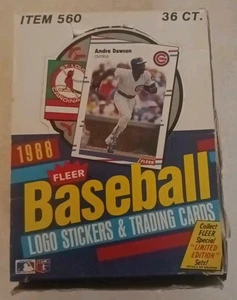 ITEM 560
36 CT.
Andre Dawson
FLEER
1988
FLEER
Baseball
LOGO STICKERS & TRADING CARDS
Collect
FLEER
Special
"LIMITED
EDITION"
Sets!